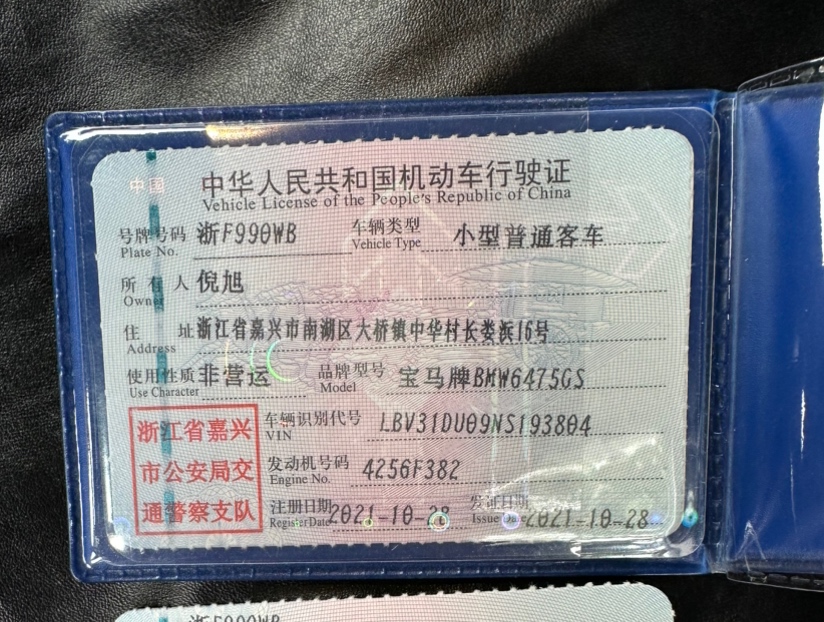 中国
中华人民共和国机动车行驶证
Vehicle License of the People's Republic of China
号牌号码 浙F990WB 车辆类型 小型普通客车
Plate No. Vehicle Type
所有人 倪旭
Owner
住址 浙江省嘉兴市南湖区大桥镇中华村长娄浜16号
Address
使用性质 非营运 品牌型号 宝马牌BMW6475GS
Use Character Model
浙江省嘉兴
市公安局交
通警察支队
车辆识别代号 LBV31DU09NS193804
VIN
发动机号码 4256F382
Engine No.
注册日期 2021-10-28 发证日期 2021-10-28
Register Date Issue Date
浙F990WB